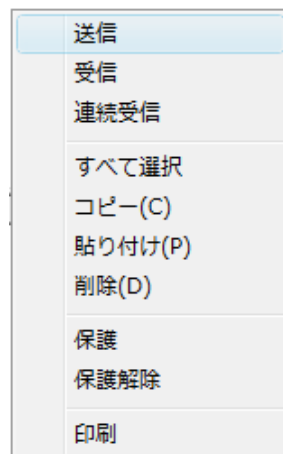 送信
受信
連続受信
すべて選択
コピー(C)
貼り付け(P)
削除(D)
保護
保護解除
印刷